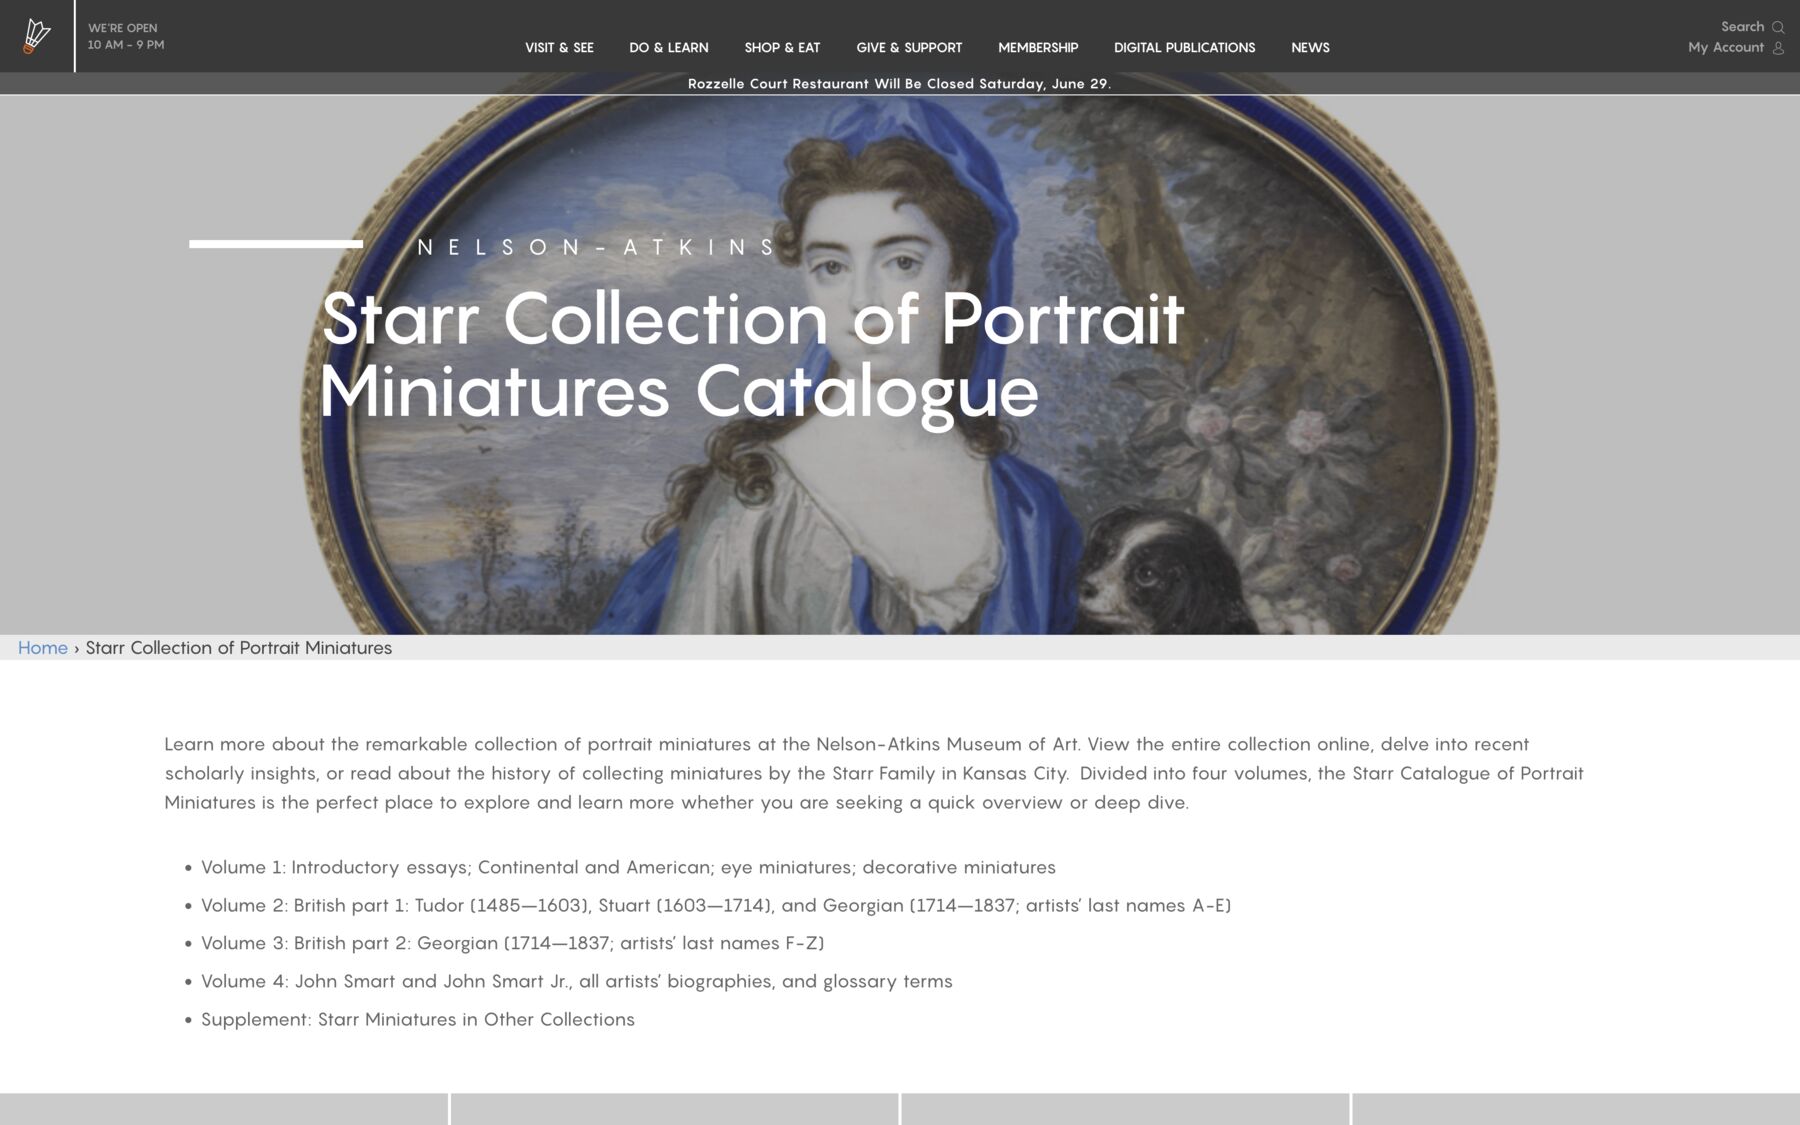 WE'RE OPEN
10 AM - 9 PM
VISIT & SEE
DO & LEARN
SHOP & EAT
GIVE & SUPPORT
MEMBERSHIP
DIGITAL PUBLICATIONS
NEWS
Search
My Account
Rozzelle Court Restaurant Will Be Closed Saturday, June 29.
NELSON-ATKINS
Starr Collection of Portrait
Miniatures Catalogue
Home › Starr Collection of Portrait Miniatures
Learn more about the remarkable collection of portrait miniatures at the Nelson-Atkins Museum of Art. View the entire collection online, delve into recent
scholarly insights, or read about the history of collecting miniatures by the Starr Family in Kansas City. Divided into four volumes, the Starr Catalogue of Portrait
Miniatures is the perfect place to explore and learn more whether you are seeking a quick overview or deep dive.
• Volume 1: Introductory essays; Continental and American; eye miniatures; decorative miniatures
• Volume 2: British part 1: Tudor (1485—1603), Stuart (1603—1714), and Georgian (1714—1837; artists' last names A-E)
• Volume 3: British part 2: Georgian (1714—1837; artists' last names F-Z)
• Volume 4: John Smart and John Smart Jr., all artists' biographies, and glossary terms
• Supplement: Starr Miniatures in Other Collections